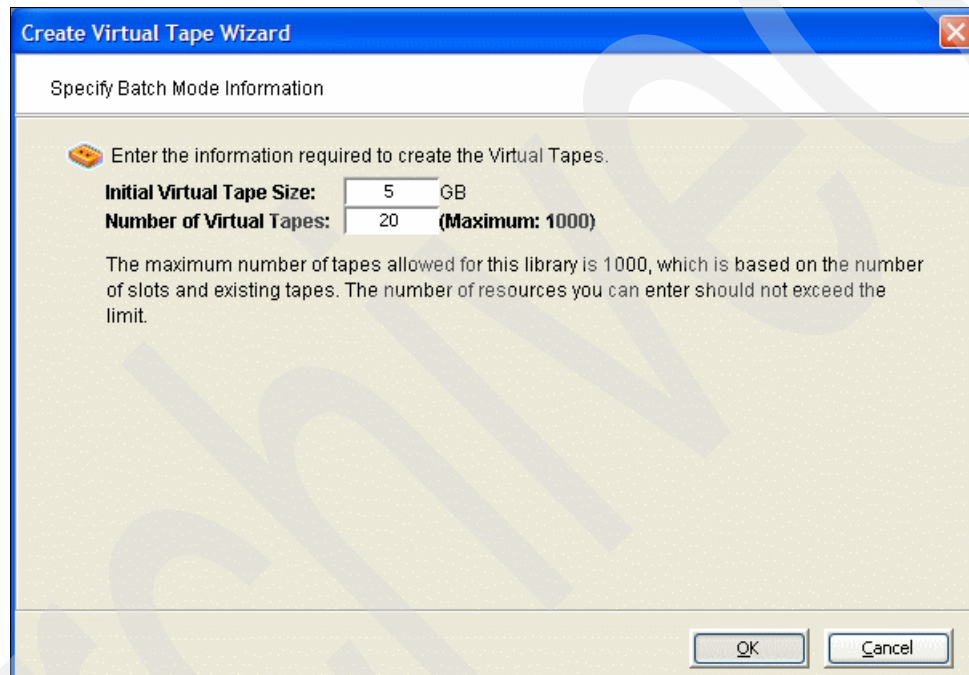 Create Virtual Tape Wizard
Specify Batch Mode Information
Enter the information required to create the Virtual Tapes.
Initial Virtual Tape Size: 5 GB
Number of Virtual Tapes: 20 (Maximum: 1000)
The maximum number of tapes allowed for this library is 1000, which is based on the number
of slots and existing tapes. The number of resources you can enter should not exceed the
limit.
OK Cancel